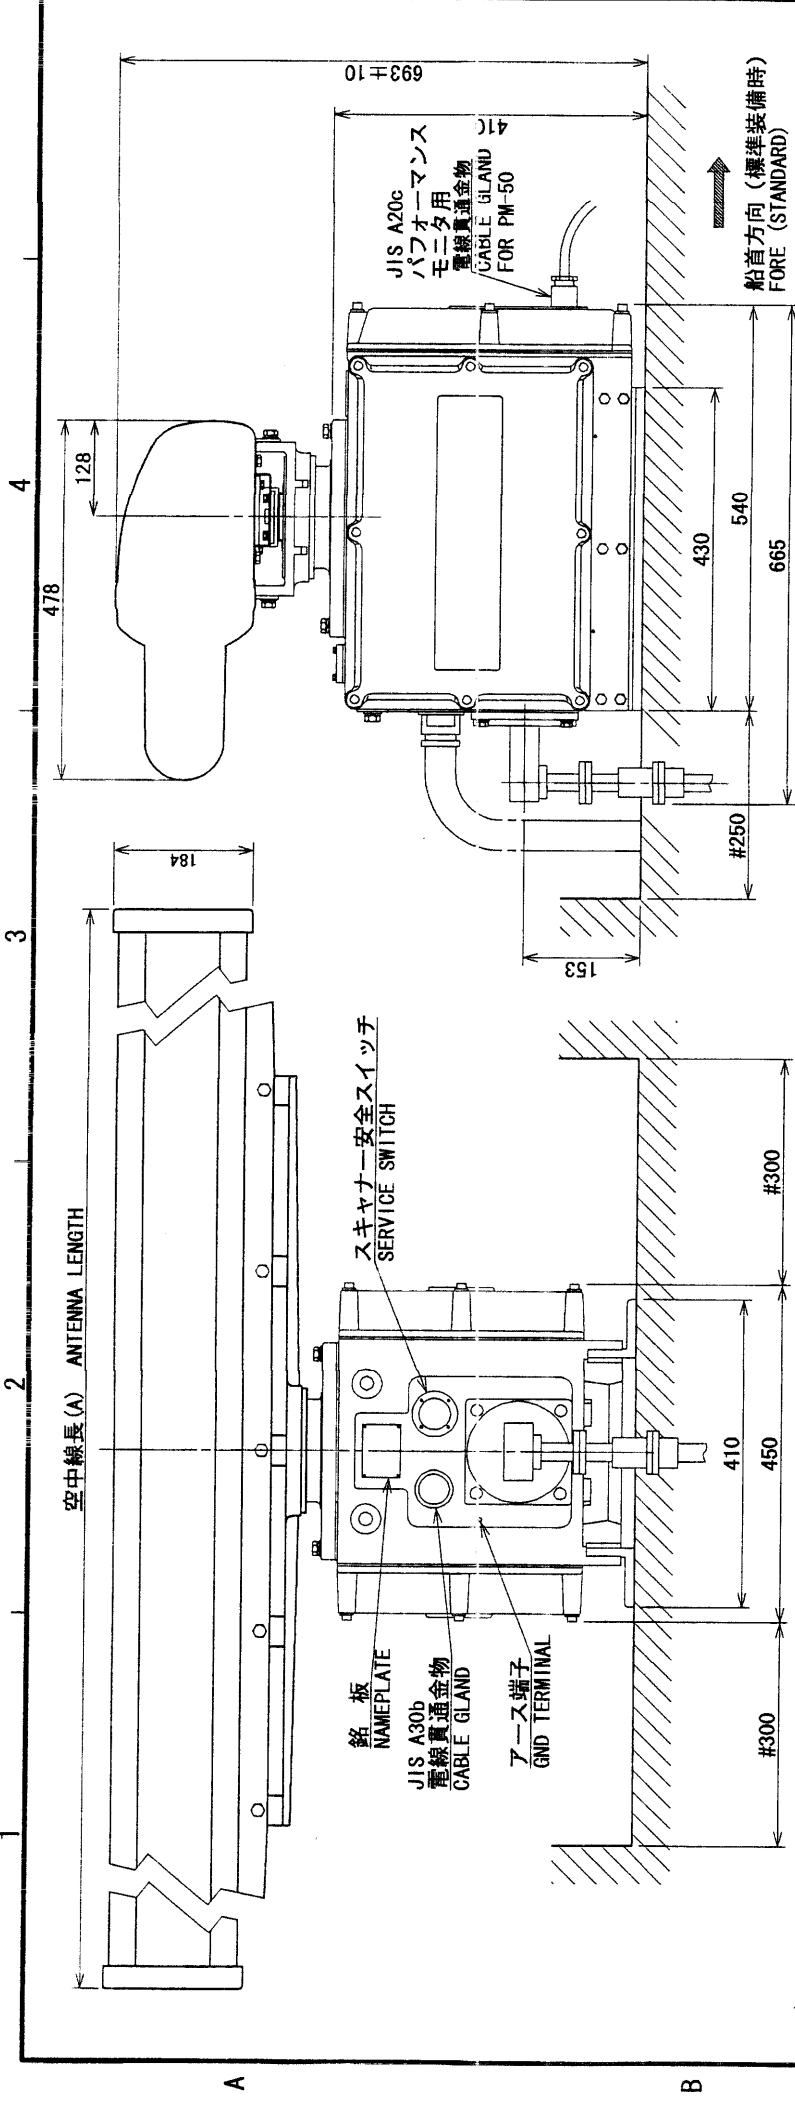 1
2
3
4
A
B
空中線長(A) ANTENNA LENGTH
184
478
128
693±10
410
JIS A20c
パフォーマンス
モニタ用
電線貫通金物
CABLE GLAND
FOR PM-50
船首方向 (標準装備時)
FORE (STANDARD)
スキャナー安全スイッチ
SERVICE SWITCH
銘 板
NAMEPLATE
JIS A30b
電線貫通金物
CABLE GLAND
アース端子
GND TERMINAL
153
#300
410
450
#300
#250
430
540
665